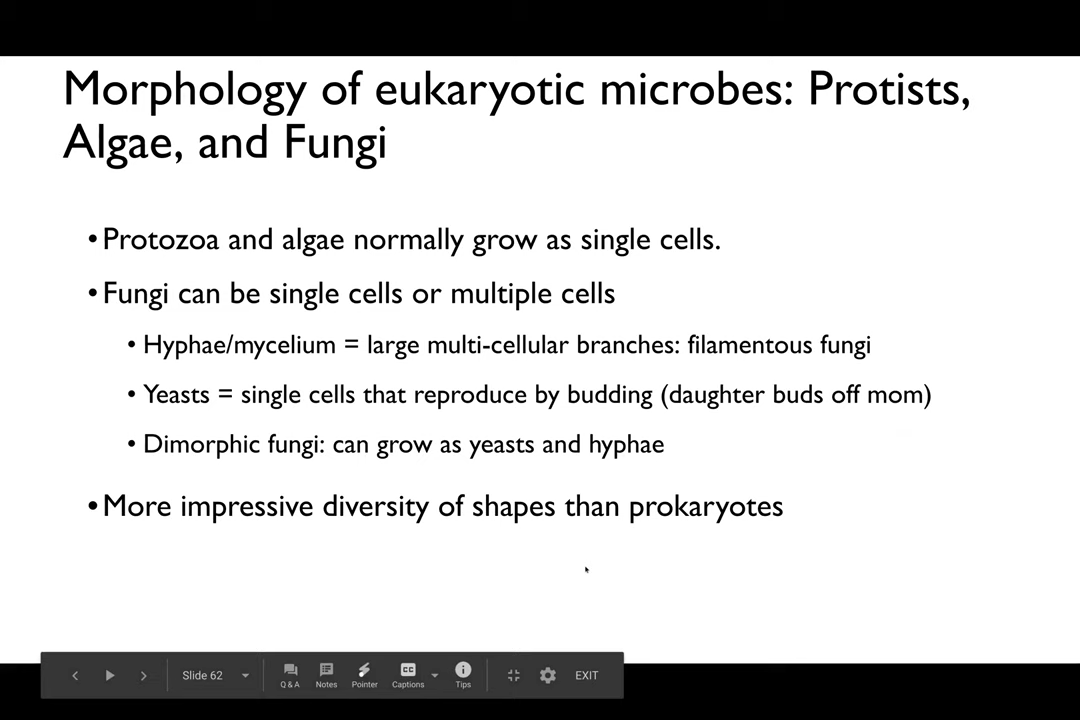 Morphology of eukaryotic microbes: Protists,
Algae, and Fungi
•Protozoa and algae normally grow as single cells.
•Fungi can be single cells or multiple cells
• Hyphae/mycelium = large multi-cellular branches: filamentous fungi
• Yeasts = single cells that reproduce by budding (daughter buds off mom)
• Dimorphic fungi: can grow as yeasts and hyphae
•More impressive diversity of shapes than prokaryotes
Slide 62 Q & A Notes Pointer CC Captions Tips EXIT